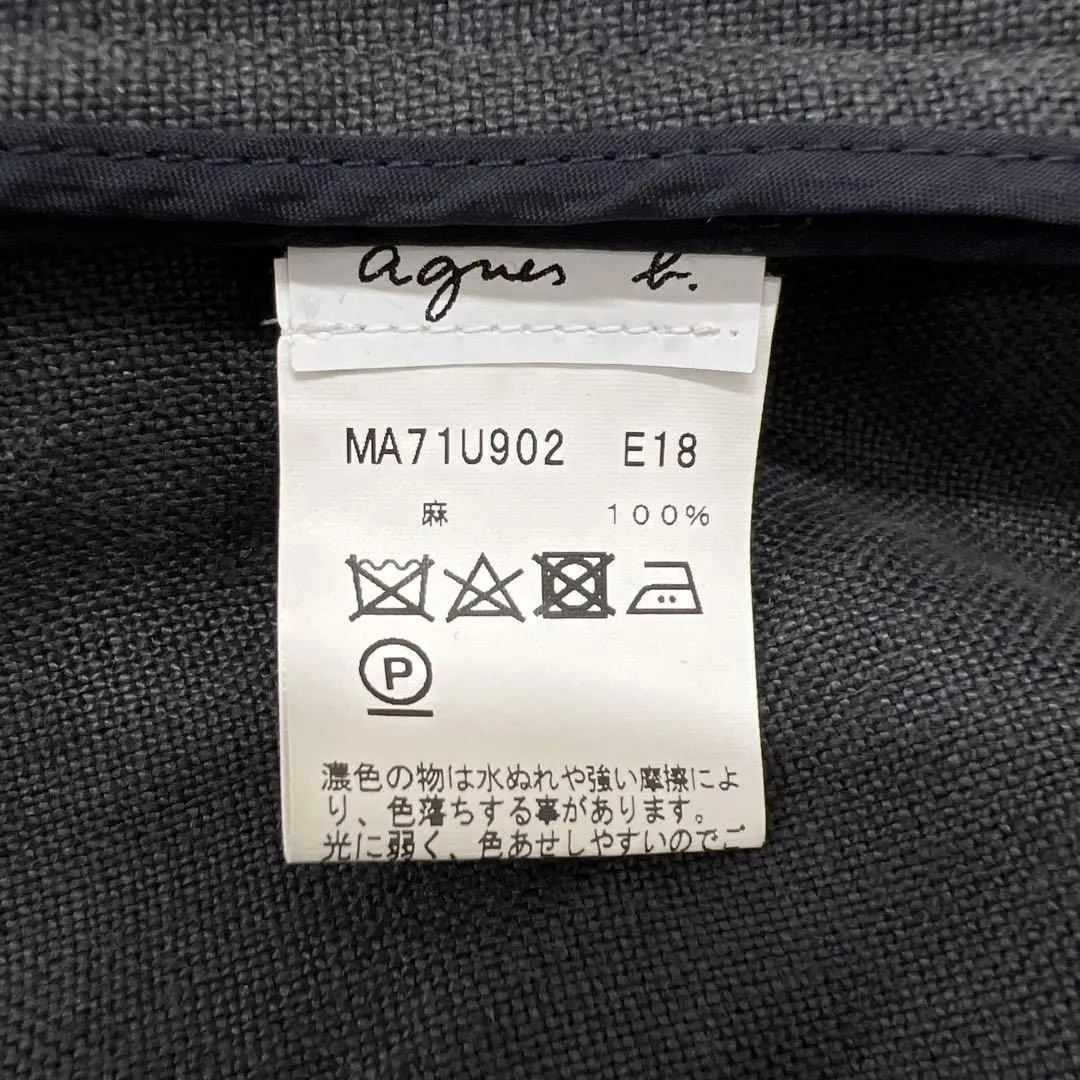 agnes b.
MA71U902 E18
麻 100%
P
濃色の物は水ぬれや強い摩擦によ
り、色落ちする事があります。
光に弱く、色あせしやすいのでご